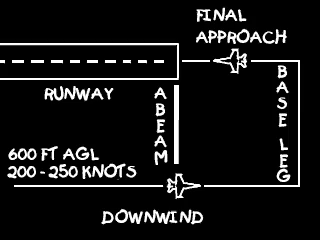 FINAL
APPROACH
RUNWAY
ABEAM
BASE LEG
600 FT AGL
200-250 KNOTS
DOWNWIND